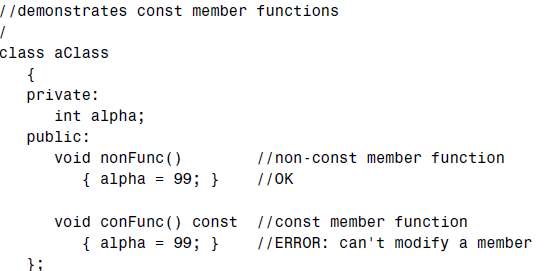 //demonstrates const member functions
/
class aClass
   {
   private:
      int alpha;
   public:
      void nonFunc()        //non-const member function
         { alpha = 99; }    //OK

      void conFunc() const  //const member function
         { alpha = 99; }    //ERROR: can't modify a member
   };